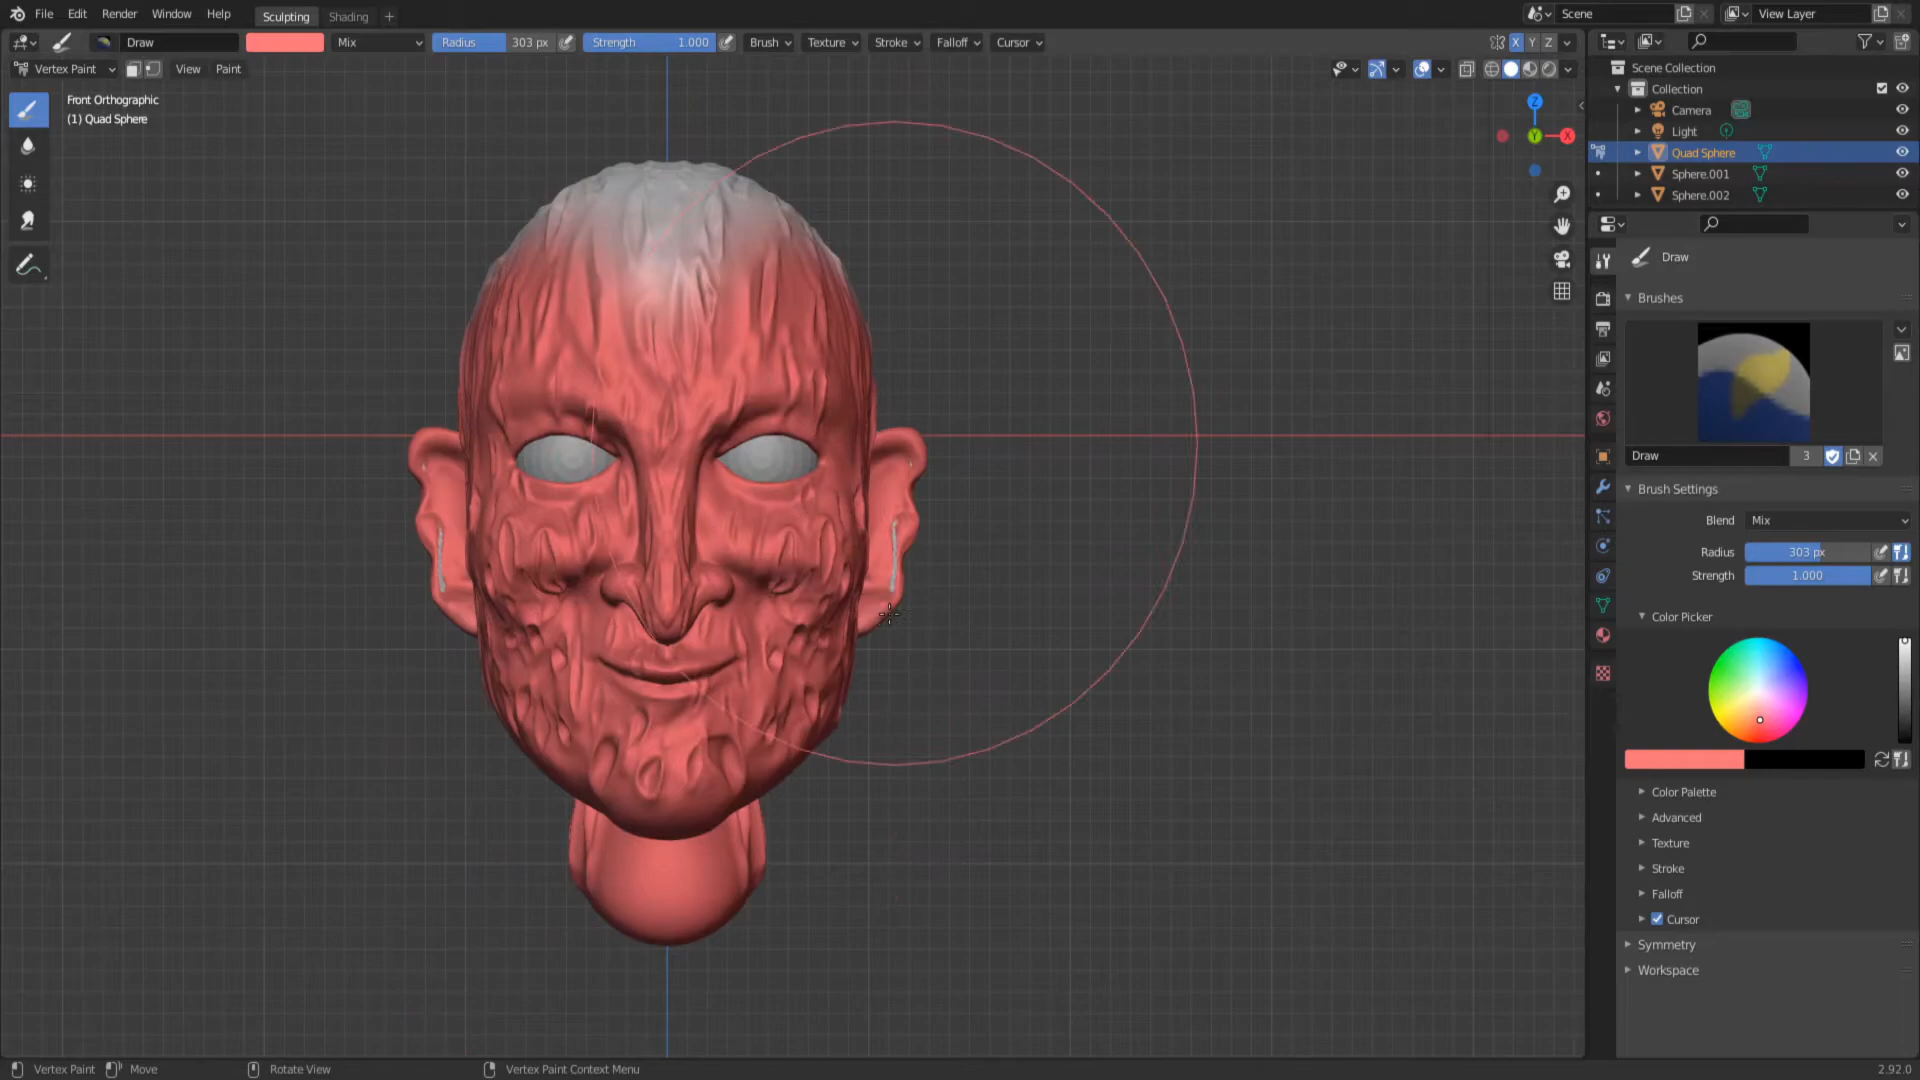 File Edit Render Window Help Sculpting Shading + Scene View Layer
Draw Mix Radius 303 px Strength 1.000 Brush Texture Stroke Falloff Cursor X Y Z
Vertex Paint View Paint
Front Orthographic
(1) Quad Sphere
Z
Y
X
Scene Collection
Collection
Camera
Light
Quad Sphere
Sphere.001
Sphere.002
Draw
Brushes
Draw 3
Brush Settings
Blend Mix
Radius 303 px
Strength 1.000
Color Picker
Color Palette
Advanced
Texture
Stroke
Falloff
Cursor
Symmetry
Workspace
Vertex Paint Move Rotate View Vertex Paint Context Menu 2.92.0